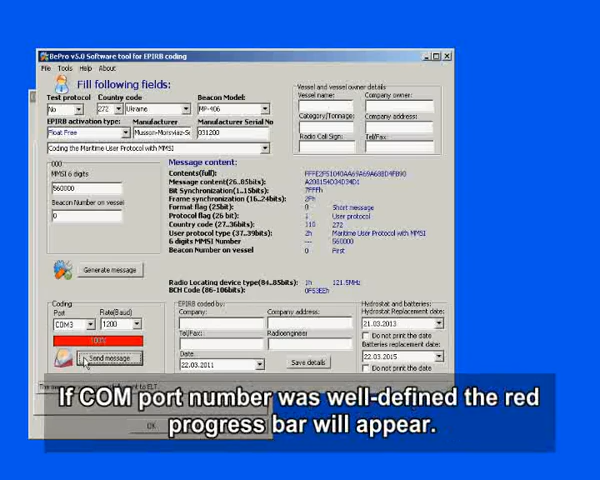 BePro v5.0 Software tool for EPIRB coding
File Tools Help About
Fill following fields:
Test protocol Country code Beacon Model:
No 272 Ukraine MP-406
EPIRB activation type: Manufacturer Manufacturer Serial No
Float Free Musson-Morsviaz-Se 031200
Coding the Maritime User Protocol with MMSI
Vessel and vessel owner details
Vessel name: Company owner:
Category/Tonnage: Company address:
Radio Call Sign: Tel/Fax:
000
MMSI 6 digits
560000
Beacon Number on vessel
0
Generate message
Message content:
Contents(full):
Message content(26..85bits):
Bit Synchronization(1..15bits): 7FFFh
Frame synchronization (16..24bits) 2Fh
Format flag (25bit) 0 Short message
Protocol flag (26 bit) 1 User protocol
Country code (27..36bits) 110 272
User protocol type (37..39bits) 2h Maritime User Protocol with MMSI
6 digits MMSI Number --- 560000
Beacon Number on vessel 0 First
Radio Locating device type(84..85bits) 1h 121.5MHz
BCH Code (86-106bits) 0F53EEh
Coding
Port Rate(Baud)
COM3 1200
100%
Send message
EPIRB coded by:
Company: Company address:
Tel/Fax: Radioengineer
Date
22.03.2011
Save details
Hydrostat and batteries:
Hydrostat Replacement date
21.03.2013
Do not print the date
Batteries replacement date
22.03.2015
Do not print the date
OK
If COM port number was well-defined the red
progress bar will appear.